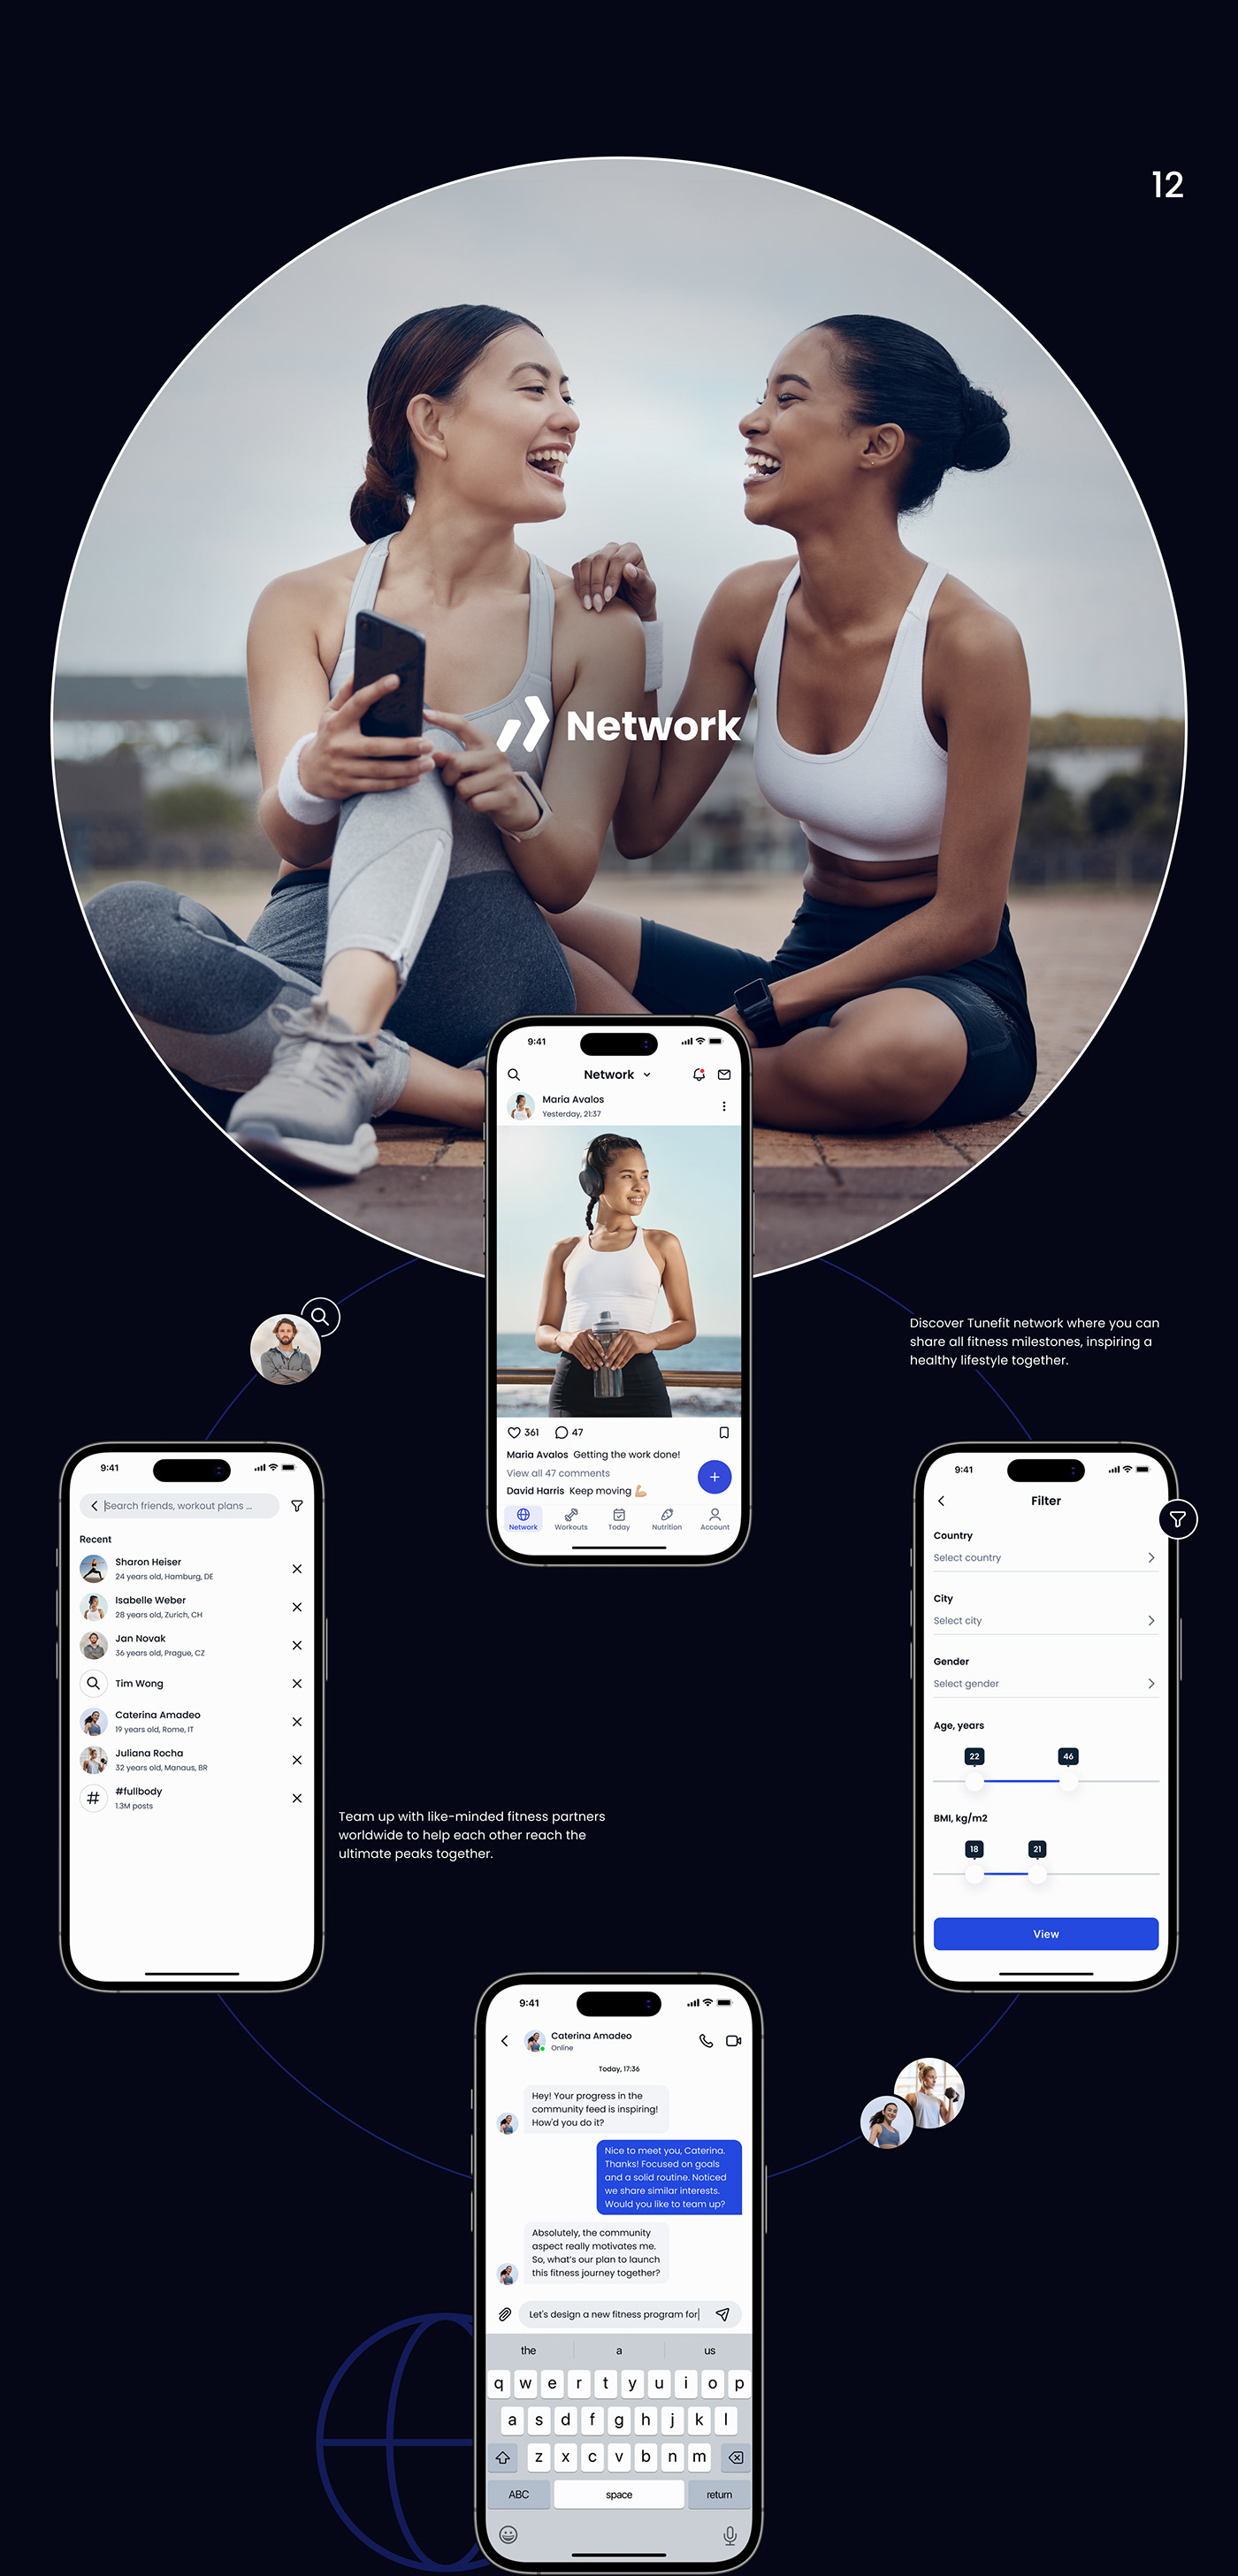 12
Network
9:41
Network
Maria Avalos
Yesterday, 21:37
361 47
Maria Avalos Getting the work done!
View all 47 comments
David Harris Keep moving 💪🏼
+
Network Workouts Today Nutrition Account
Discover Tunefit network where you can
share all fitness milestones, inspiring a
healthy lifestyle together.
9:41
Search friends, workout plans ...
Recent
Sharon Heiser
24 years old, Hamburg, DE
Isabelle Weber
28 years old, Zurich, CH
Jan Novak
36 years old, Prague, CZ
Tim Wong
Caterina Amadeo
19 years old, Rome, IT
Juliana Rocha
32 years old, Manaus, BR
#
#fullbody
1.3M posts
Team up with like-minded fitness partners
worldwide to help each other reach the
ultimate peaks together.
9:41
Filter
Country
Select country
City
Select city
Gender
Select gender
Age, years
22 46
BMI, kg/m2
18 21
View
9:41
Caterina Amadeo
Online
Today, 17:36
Hey! Your progress in the
community feed is inspiring!
How'd you do it?
Nice to meet you, Caterina.
Thanks! Focused on goals
and a solid routine. Noticed
we share similar interests.
Would you like to team up?
Absolutely, the community
aspect really motivates me.
So, what's our plan to launch
this fitness journey together?
Let's design a new fitness program for
the a us
q w e r t y u i o p
a s d f g h j k l
z x c v b n m
ABC space return